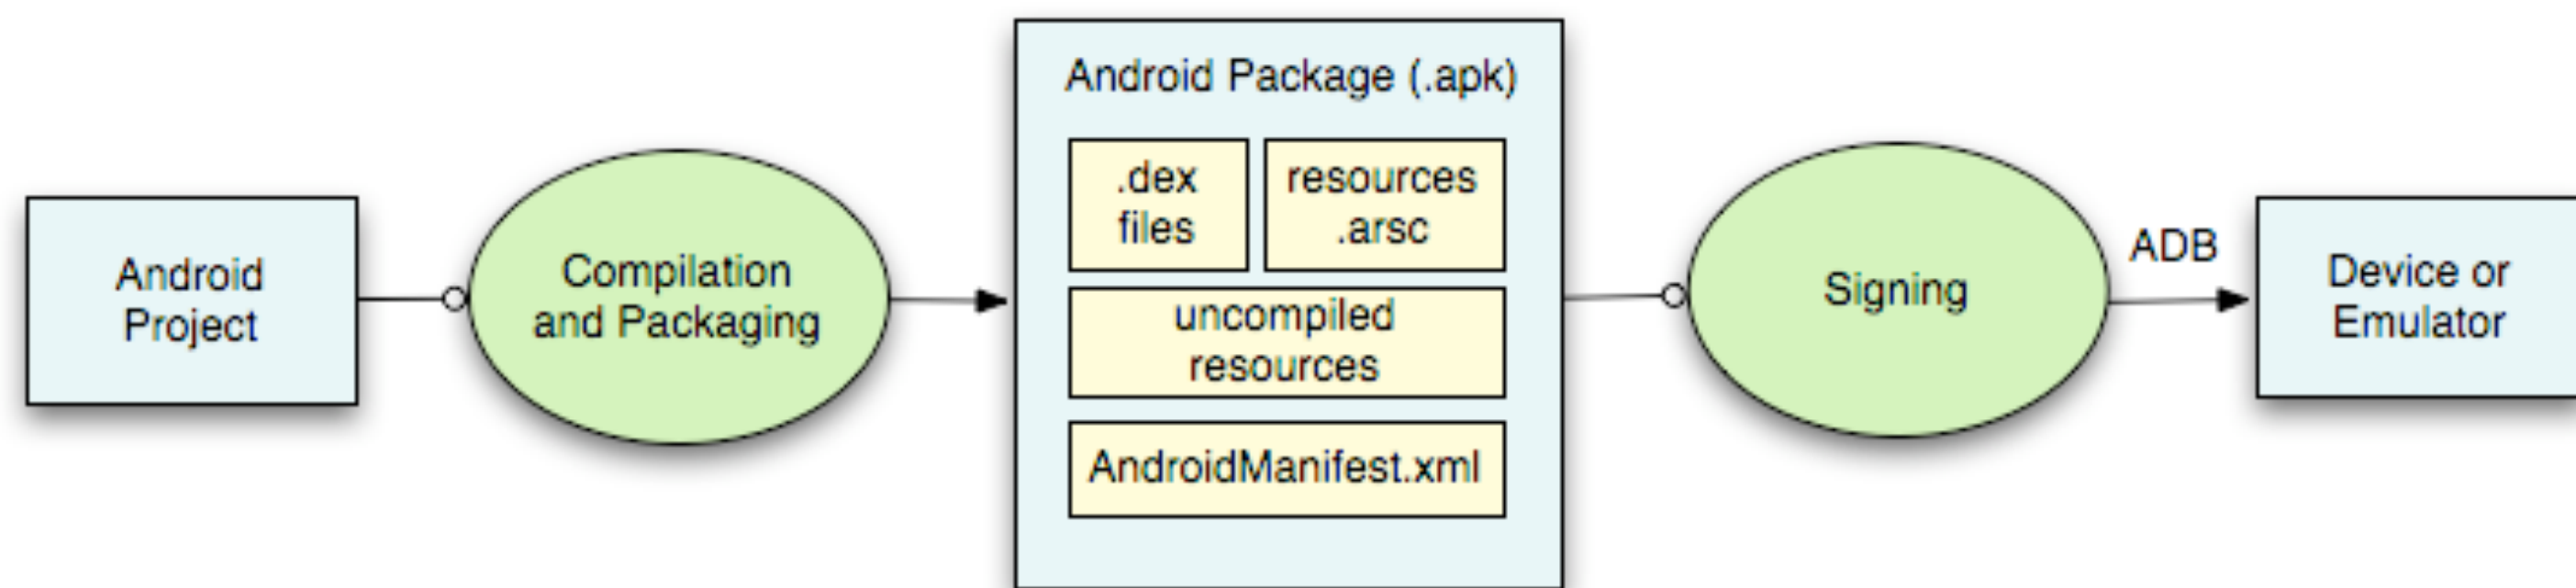 Android
Project
Compilation
and Packaging
Android Package (.apk)
.dex
files
resources
.arsc
uncompiled
resources
AndroidManifest.xml
Signing
ADB
Device or
Emulator